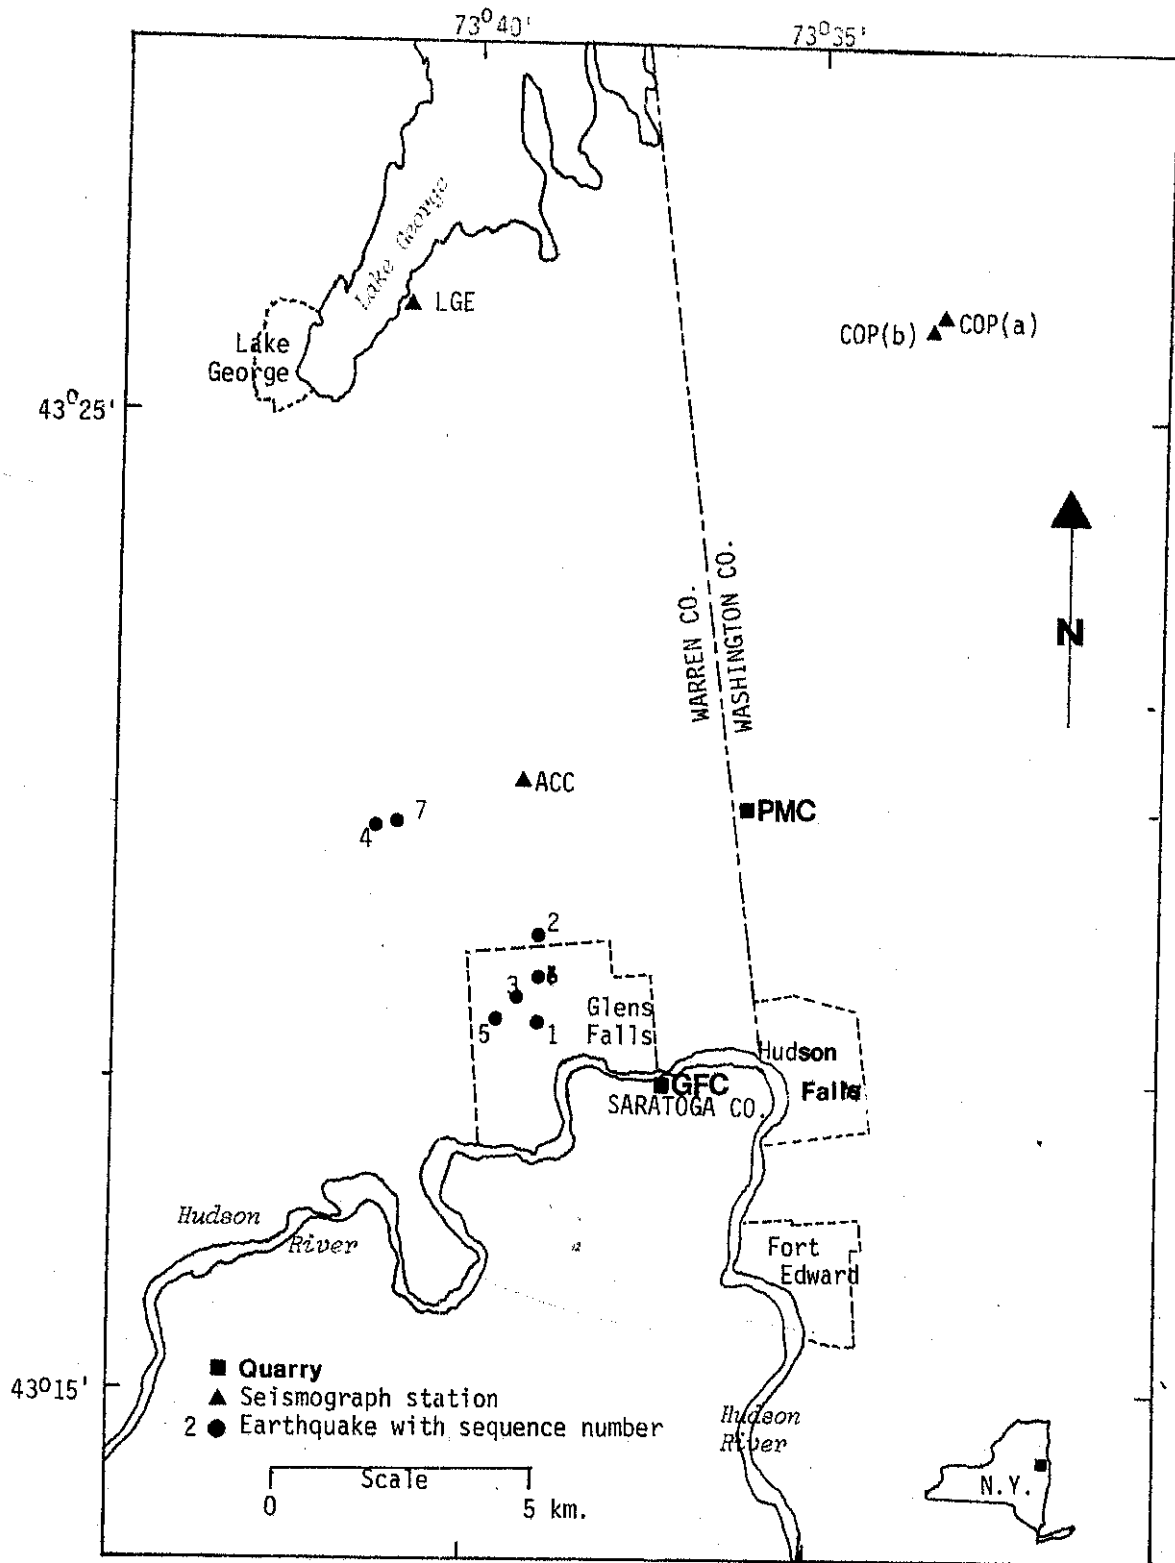 73°40'
73°35'
Lake George
LGE
COP(b)
COP(a)
Lake
George
43°25'
N
WARREN CO.
WASHINGTON CO.
ACC
PMC
7
4
2
3
5
1
Glens
Falls
Hudson
Falls
GFC
SARATOGA CO.
Hudson
River
Fort
Edward
43°15'
Quarry
Seismograph station
2 Earthquake with sequence number
Hudson
River
Scale
0 5 km.
N.Y.